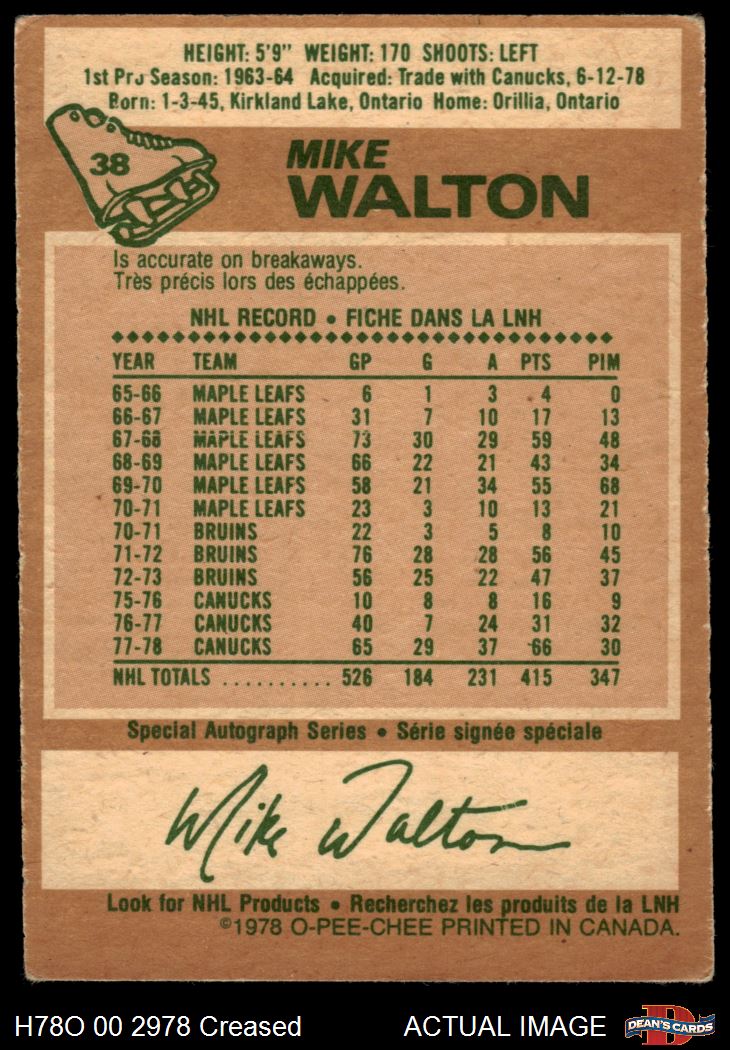 HEIGHT: 5'9" WEIGHT: 170 SHOOTS: LEFT
1st Pro Season: 1963-64 Acquired: Trade with Canucks, 6-12-78
Born: 1-3-45, Kirkland Lake, Ontario Home: Orillia, Ontario
38
MIKE
WALTON
Is accurate on breakaways.
Très précis lors des échappées.
NHL RECORD • FICHE DANS LA LNH
YEAR TEAM GP G A PTS PIM
65-66 MAPLE LEAFS 6 1 3 4 0
66-67 MAPLE LEAFS 31 7 10 17 13
67-68 MAPLE LEAFS 73 30 29 59 48
68-69 MAPLE LEAFS 66 22 21 43 34
69-70 MAPLE LEAFS 58 21 34 55 68
70-71 MAPLE LEAFS 23 3 10 13 21
70-71 BRUINS 22 3 5 8 10
71-72 BRUINS 76 28 28 56 45
72-73 BRUINS 56 25 22 47 37
75-76 CANUCKS 10 8 8 16 9
76-77 CANUCKS 40 7 24 31 32
77-78 CANUCKS 65 29 37 66 30
NHL TOTALS .......... 526 184 231 415 347
Special Autograph Series • Série signée spéciale
Mike Walton
Look for NHL Products • Recherchez les produits de la LNH
©1978 O-PEE-CHEE PRINTED IN CANADA.
H78O 00 2978 Creased ACTUAL IMAGE
D
DEAN'S CARDS